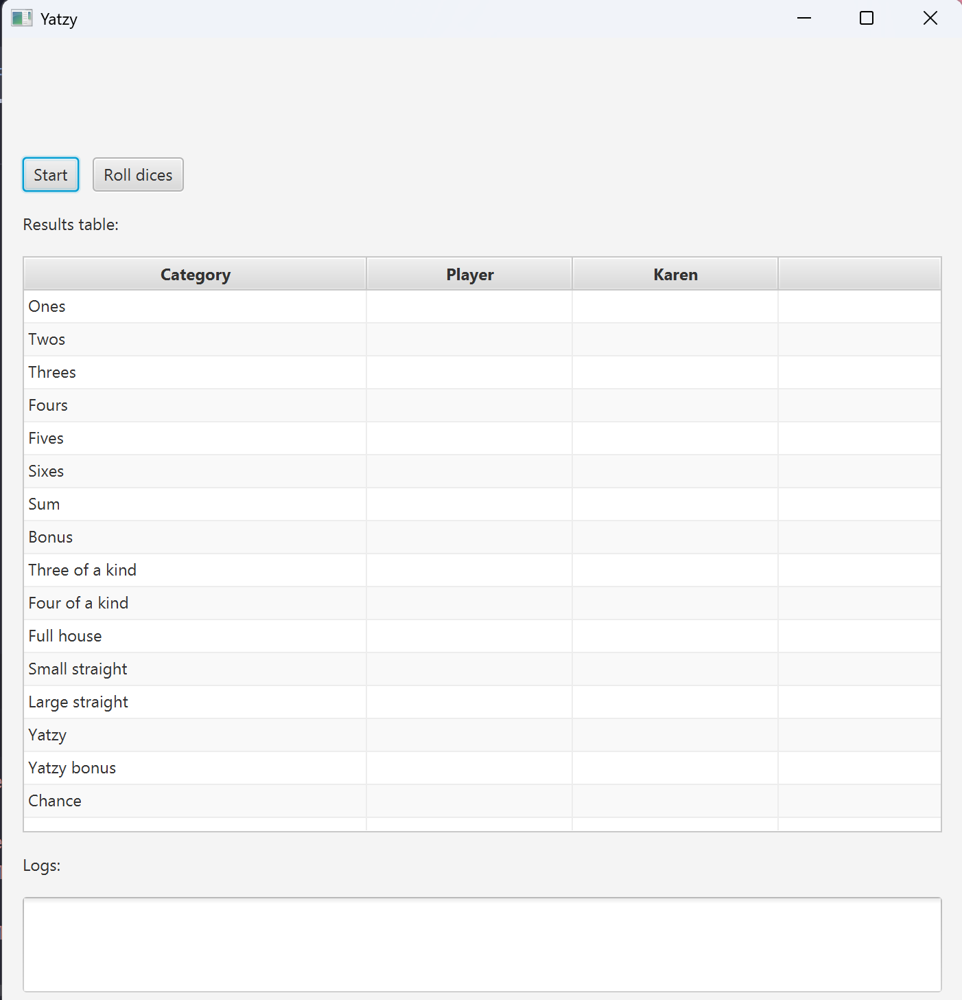 Yatzy
Start Roll dices
Results table:
Category Player Karen
Ones
Twos
Threes
Fours
Fives
Sixes
Sum
Bonus
Three of a kind
Four of a kind
Full house
Small straight
Large straight
Yatzy
Yatzy bonus
Chance
Logs: